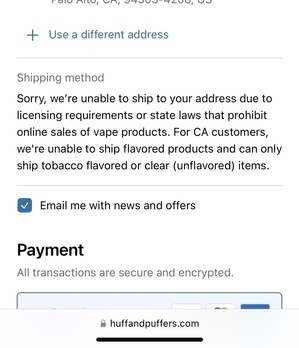 Palo Alto, CA, 94303-4206, US
Use a different address
Shipping method
Sorry, we're unable to ship to your address due to
licensing requirements or state laws that prohibit
online sales of vape products. For CA customers,
we're unable to ship flavored products and can only
ship tobacco flavored or clear (unflavored) items.
Email me with news and offers
Payment
All transactions are secure and encrypted.
huffandpuffers.com